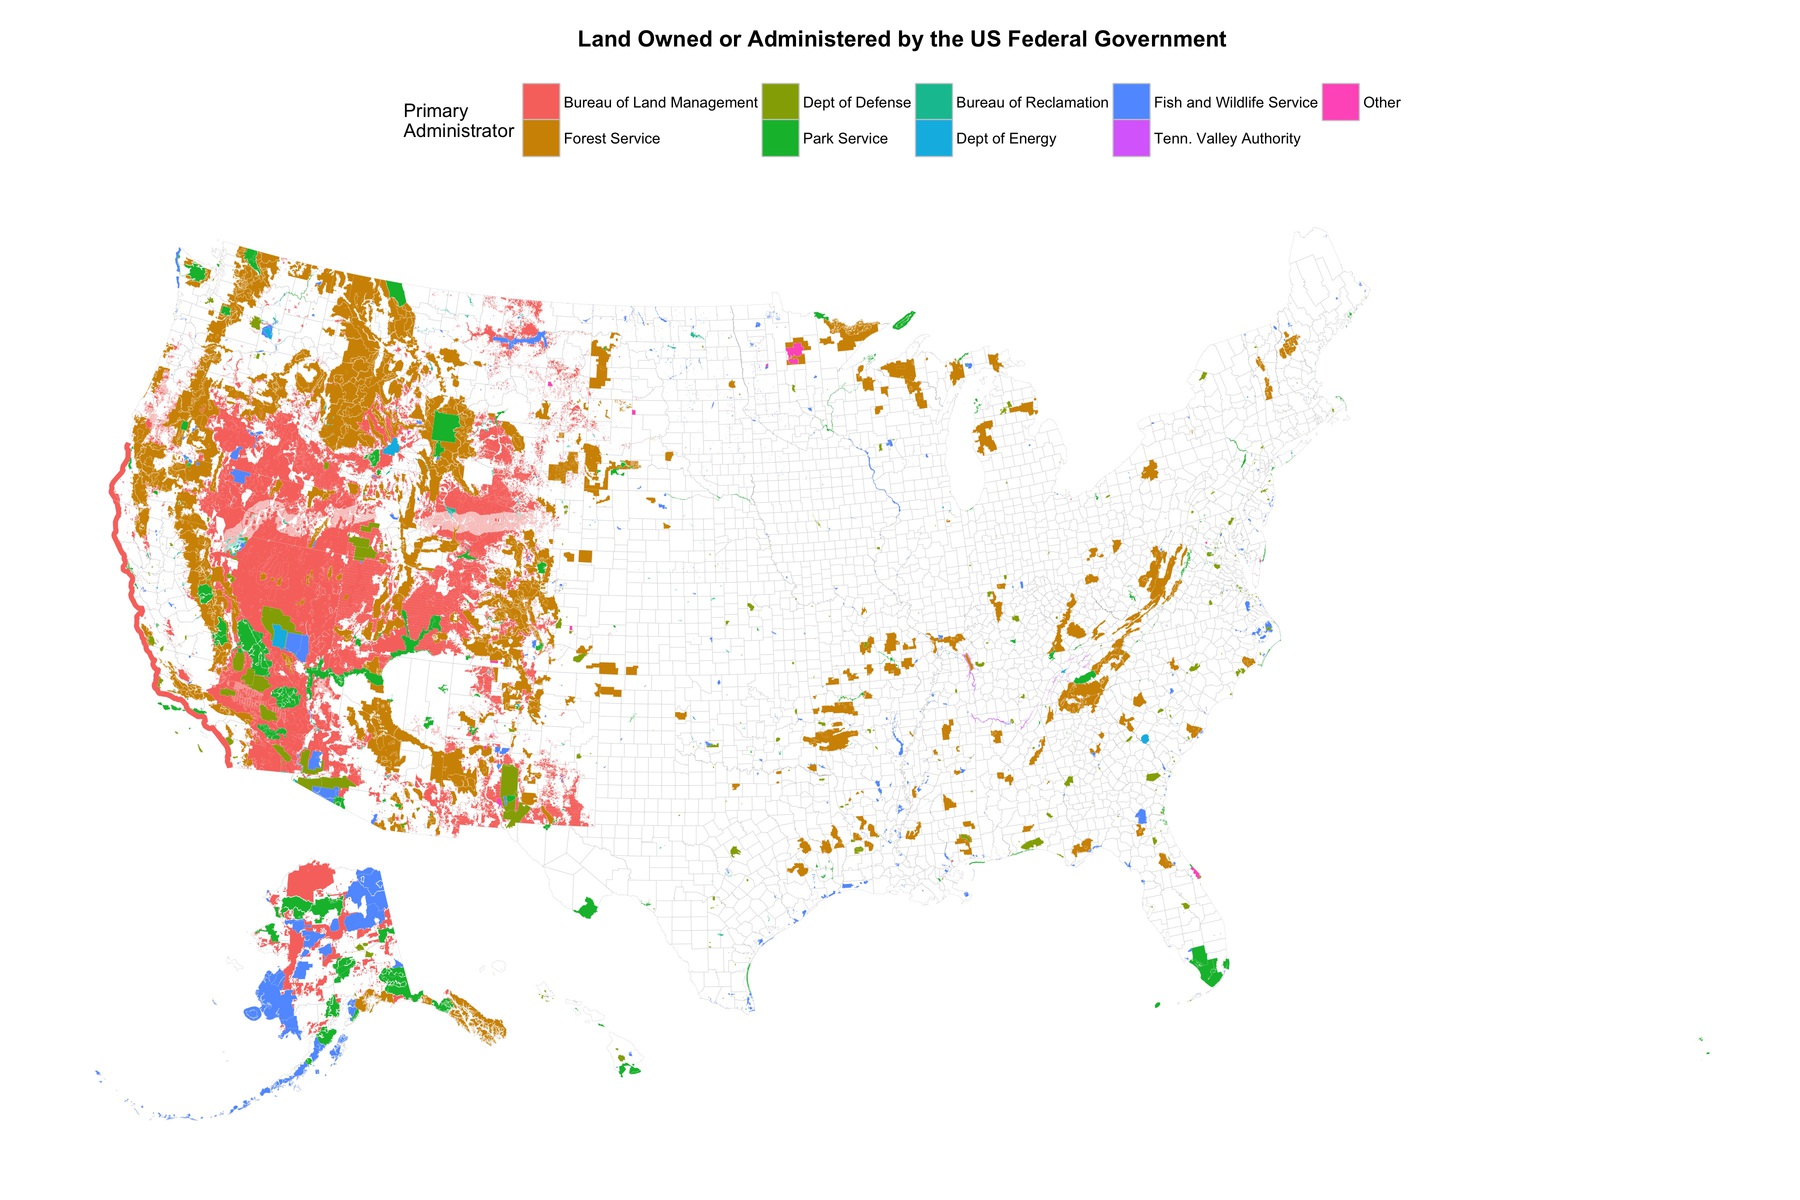 Land Owned or Administered by the US Federal Government
Primary
Administrator
Bureau of Land Management
Dept of Defense
Bureau of Reclamation
Fish and Wildlife Service
Other
Forest Service
Park Service
Dept of Energy
Tenn. Valley Authority